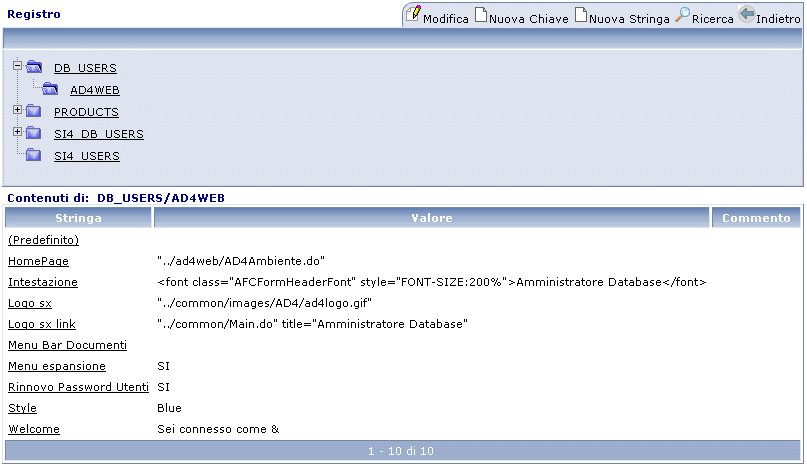 Registro Modifica Nuova Chiave Nuova Stringa Ricerca Indietro
DB_USERS
AD4WEB
PRODUCTS
SI4_DB_USERS
SI4_USERS
Contenuti di: DB_USERS/AD4WEB
Stringa Valore Commento
(Predefinito)
HomePage "../ad4web/AD4Ambiente.do"
Intestazione <font class="AFCFormHeaderFont" style="FONT-SIZE:200%">Amministratore Database</font>
Logo sx "../common/images/AD4/ad4logo.gif"
Logo sx link "../common/Main.do" title="Amministratore Database"
Menu Bar Documenti
Menu espansione SI
Rinnovo Password Utenti SI
Style Blue
Welcome Sei connesso come &
1 - 10 di 10